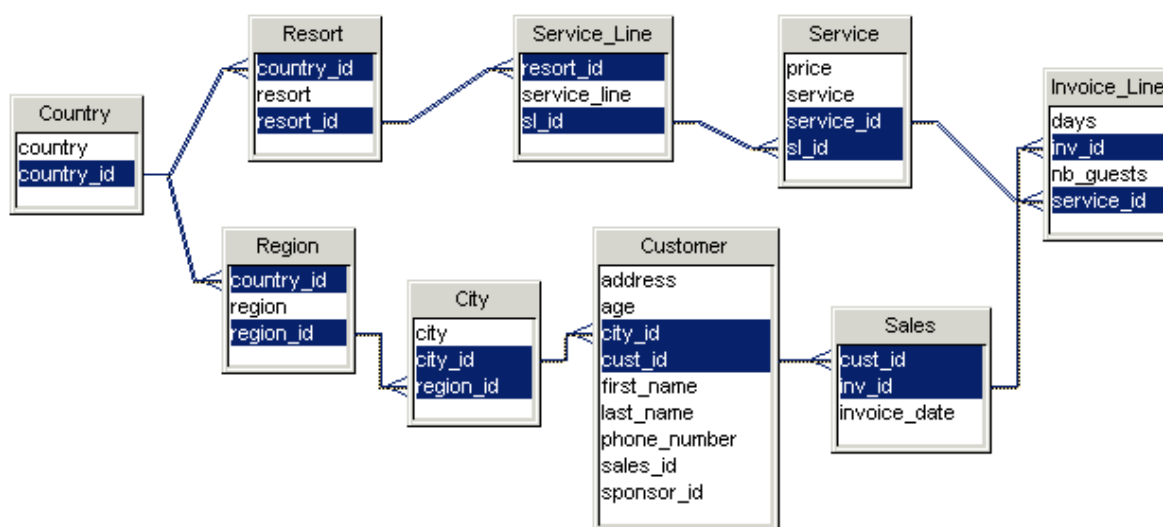 Resort
country_id
resort
resort_id
Service_Line
resort_id
service_line
sl_id
Service
price
service
service_id
sl_id
Invoice_Line
days
inv_id
nb_guests
service_id
Country
country
country_id
Region
country_id
region
region_id
City
city
city_id
region_id
Customer
address
age
city_id
cust_id
first_name
last_name
phone_number
sales_id
sponsor_id
Sales
cust_id
inv_id
invoice_date